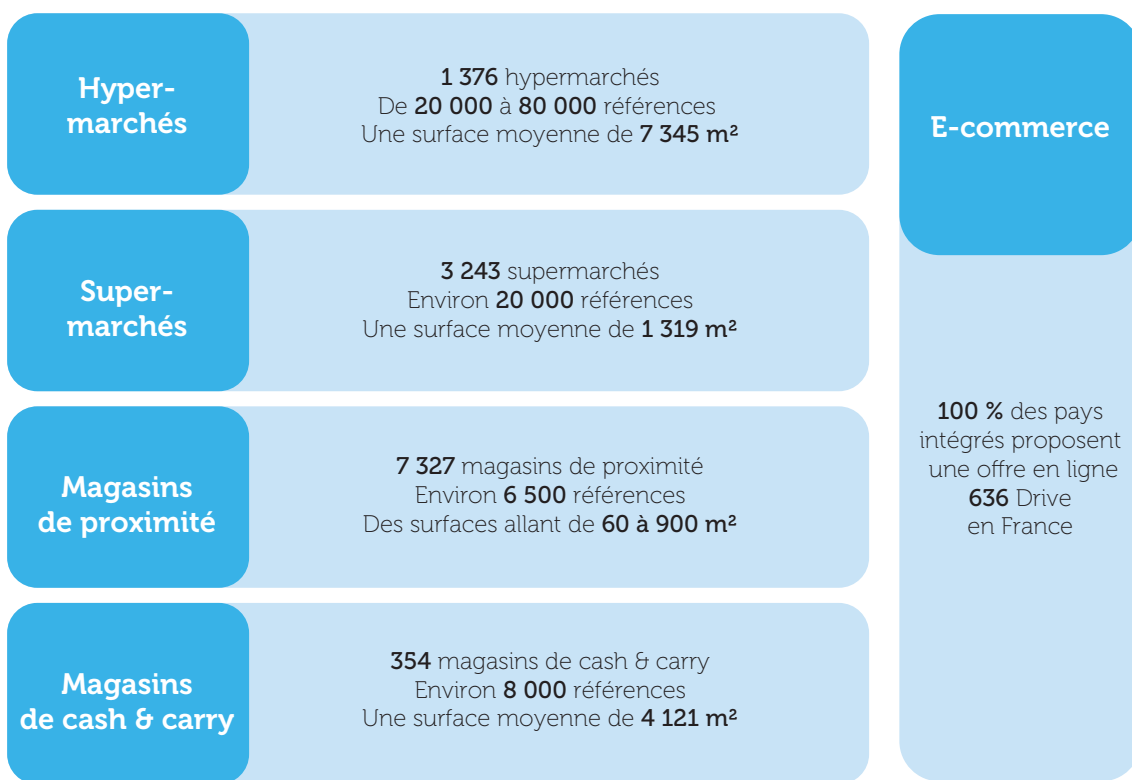 Hyper-
marchés
1 376 hypermarchés
De 20 000 à 80 000 références
Une surface moyenne de 7 345 m²
Super-
marchés
3 243 supermarchés
Environ 20 000 références
Une surface moyenne de 1 319 m²
Magasins
de proximité
7 327 magasins de proximité
Environ 6 500 références
Des surfaces allant de 60 à 900 m²
Magasins
de cash & carry
354 magasins de cash & carry
Environ 8 000 références
Une surface moyenne de 4 121 m²
E-commerce
100 % des pays
intégrés proposent
une offre en ligne
636 Drive
en France